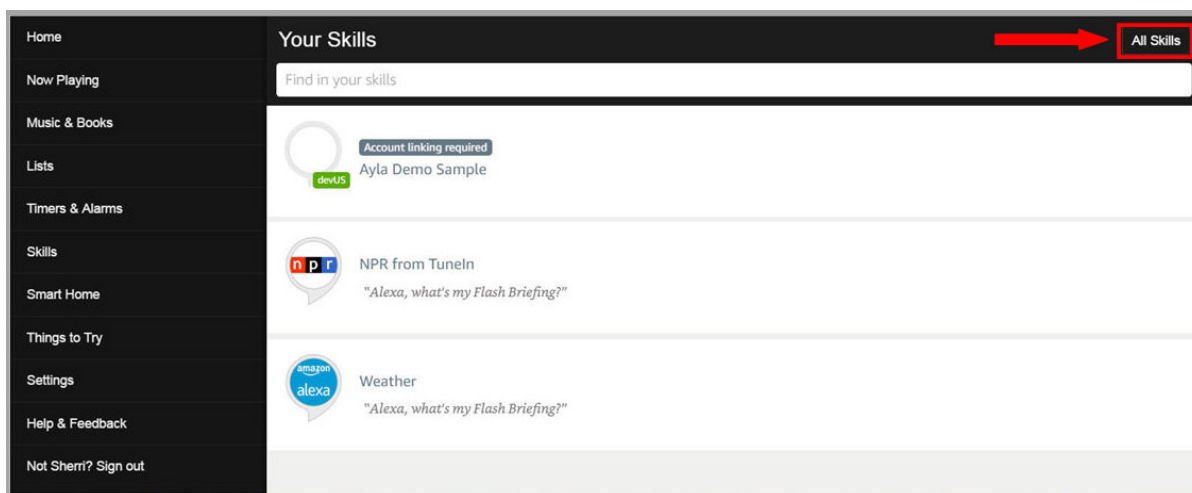 Home
Now Playing
Music & Books
Lists
Timers & Alarms
Skills
Smart Home
Things to Try
Settings
Help & Feedback
Not Sherri? Sign out
Your Skills
All Skills
Find in your skills
Account linking required
devUS
Ayla Demo Sample
npr
NPR from TuneIn
"Alexa, what's my Flash Briefing?"
amazon
alexa
Weather
"Alexa, what's my Flash Briefing?"